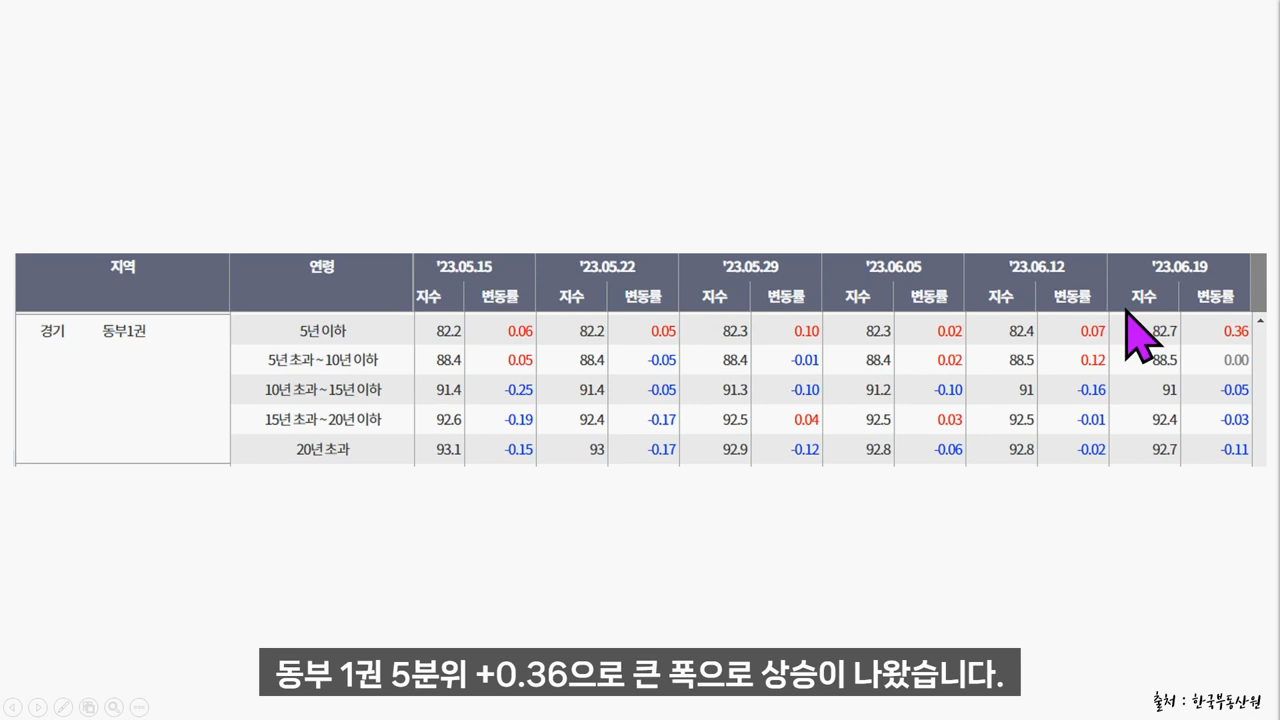 지역 연령 '23.05.15 '23.05.22 '23.05.29 '23.06.05 '23.06.12 '23.06.19
지수 변동률 지수 변동률 지수 변동률 지수 변동률 지수 변동률 지수 변동률
경기 동부1권 5년 이하 82.2 0.06 82.2 0.05 82.3 0.10 82.3 0.02 82.4 0.07 82.7 0.36
5년 초과 ~ 10년 이하 88.4 0.05 88.4 -0.05 88.4 -0.01 88.4 0.02 88.5 0.12 88.5 0.00
10년 초과 ~ 15년 이하 91.4 -0.25 91.4 -0.05 91.3 -0.10 91.2 -0.10 91 -0.16 91 -0.05
15년 초과 ~ 20년 이하 92.6 -0.19 92.4 -0.17 92.5 0.04 92.5 0.03 92.5 -0.01 92.4 -0.03
20년 초과 93.1 -0.15 93 -0.17 92.9 -0.12 92.8 -0.06 92.8 -0.02 92.7 -0.11
동부 1권 5분위 +0.36으로 큰 폭으로 상승이 나왔습니다.
출처 : 한국부동산원